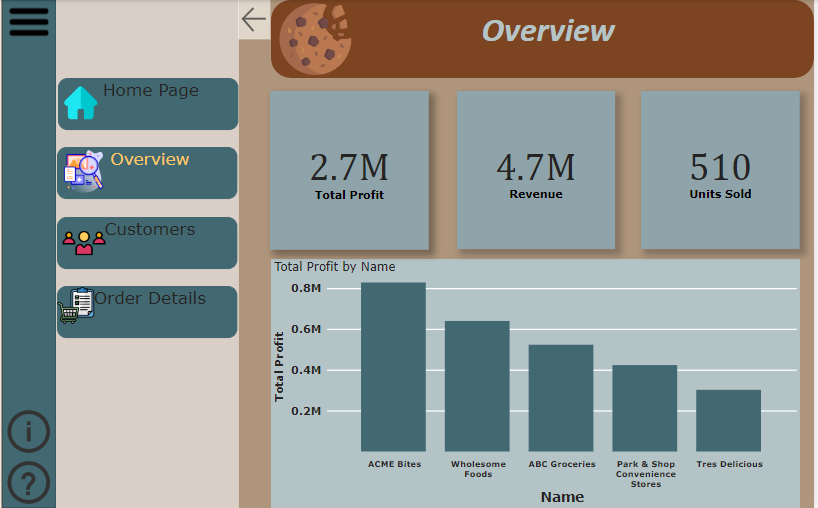 Overview
Home Page
Overview
Customers
Order Details
i
?
2.7M
Total Profit
4.7M
Revenue
510
Units Sold
Total Profit by Name
Total Profit
0.8M
0.6M
0.4M
0.2M
ACME Bites
Wholesome
Foods
ABC Groceries
Park & Shop
Convenience
Stores
Tres Delicious
Name